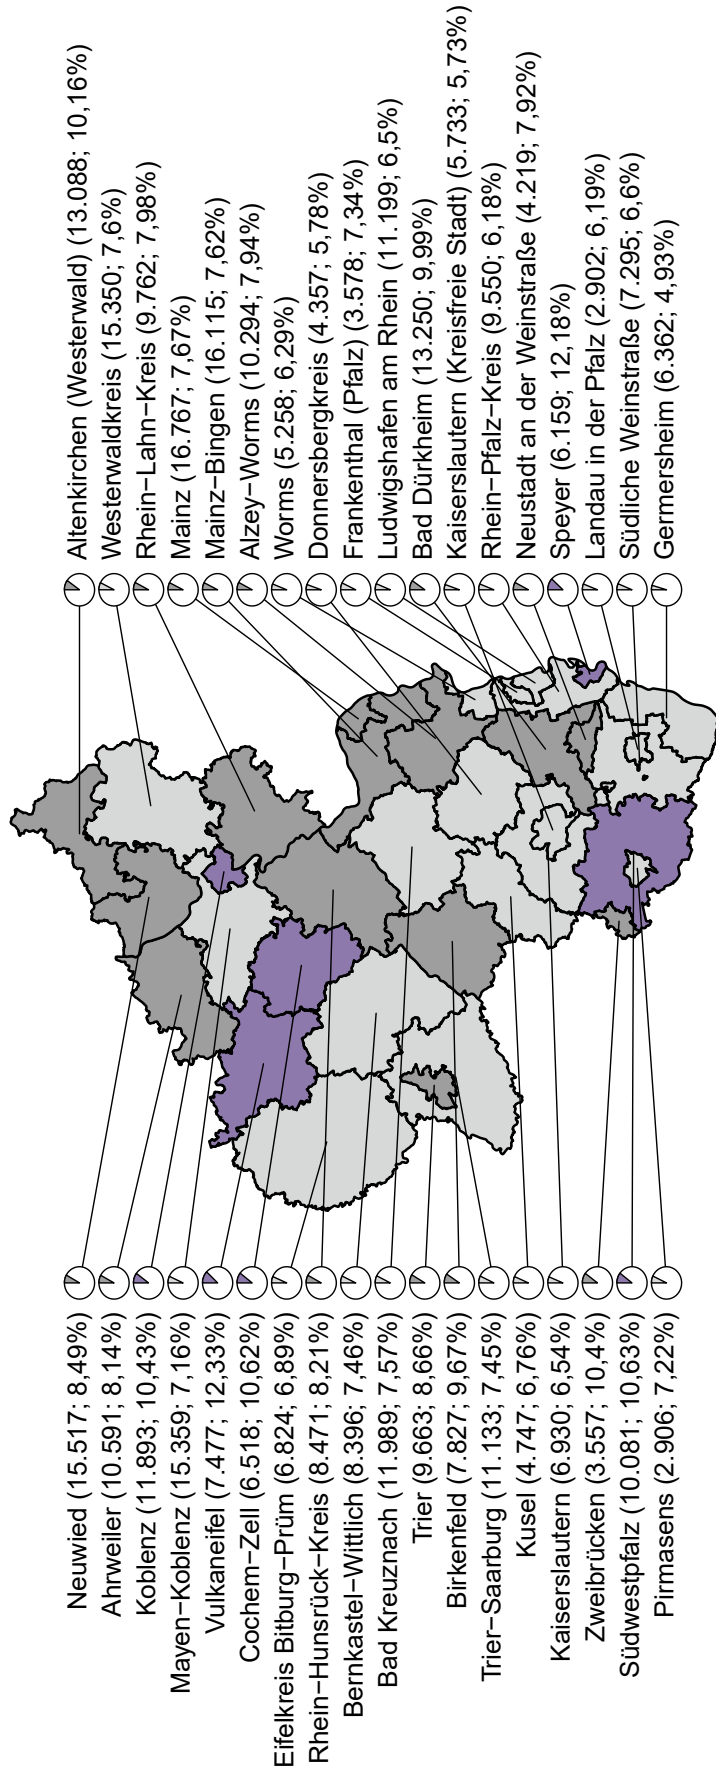 Neuwied (15.517; 8,49%)
Ahrweiler (10.591; 8,14%)
Koblenz (11.893; 10,43%)
Mayen−Koblenz (15.359; 7,16%)
Vulkaneifel (7.477; 12,33%)
Cochem−Zell (6.518; 10,62%)
Eifelkreis Bitburg−Prüm (6.824; 6,89%)
Rhein−Hunsrück−Kreis (8.471; 8,21%)
Bernkastel−Wittlich (8.396; 7,46%)
Bad Kreuznach (11.989; 7,57%)
Trier (9.663; 8,66%)
Birkenfeld (7.827; 9,67%)
Trier−Saarburg (11.133; 7,45%)
Kusel (4.747; 6,76%)
Kaiserslautern (6.930; 6,54%)
Zweibrücken (3.557; 10,4%)
Südwestpfalz (10.081; 10,63%)
Pirmasens (2.906; 7,22%)
Altenkirchen (Westerwald) (13.088; 10,16%)
Westerwaldkreis (15.350; 7,6%)
Rhein−Lahn−Kreis (9.762; 7,98%)
Mainz (16.767; 7,67%)
Mainz−Bingen (16.115; 7,62%)
Alzey−Worms (10.294; 7,94%)
Worms (5.258; 6,29%)
Donnersbergkreis (4.357; 5,78%)
Frankenthal (Pfalz) (3.578; 7,34%)
Ludwigshafen am Rhein (11.199; 6,5%)
Bad Dürkheim (13.250; 9,99%)
Kaiserslautern (Kreisfreie Stadt) (5.733; 5,73%)
Rhein−Pfalz−Kreis (9.550; 6,18%)
Neustadt an der Weinstraße (4.219; 7,92%)
Speyer (6.159; 12,18%)
Landau in der Pfalz (2.902; 6,19%)
Südliche Weinstraße (7.295; 6,6%)
Germersheim (6.362; 4,93%)